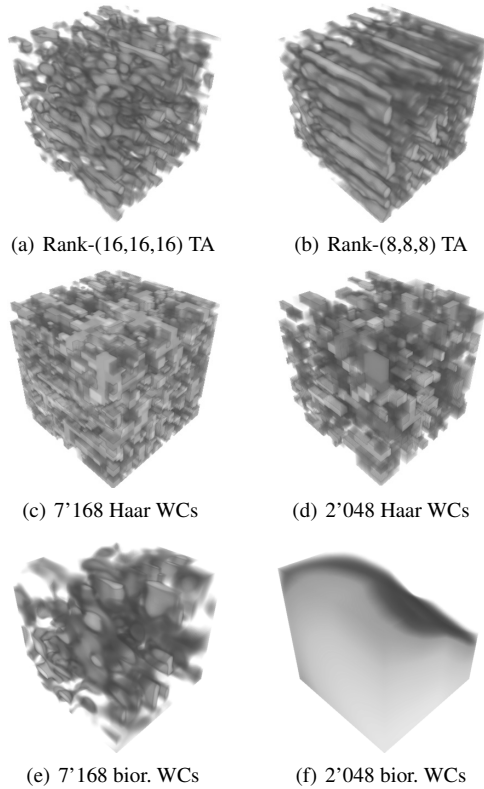 (a) Rank-(16,16,16) TA
(b) Rank-(8,8,8) TA
(c) 7'168 Haar WCs
(d) 2'048 Haar WCs
(e) 7'168 bior. WCs
(f) 2'048 bior. WCs